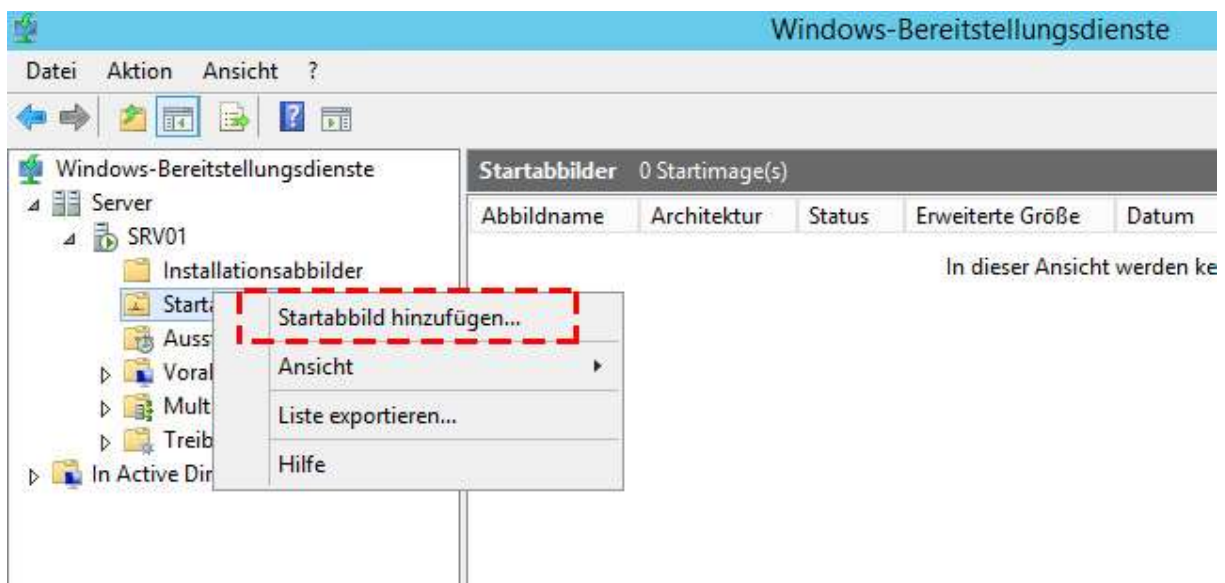 Windows-Bereitstellungsdienste
Datei Aktion Ansicht ?
Windows-Bereitstellungsdienste
Server
SRV01
Installationsabbilder
Start
Auss
Voral
Mult
Treib
In Active Dir
Startabbild hinzufügen...
Ansicht
Liste exportieren...
Hilfe
Startabbilder 0 Startimage(s)
Abbildname Architektur Status Erweiterte Größe Datum
In dieser Ansicht werden ke